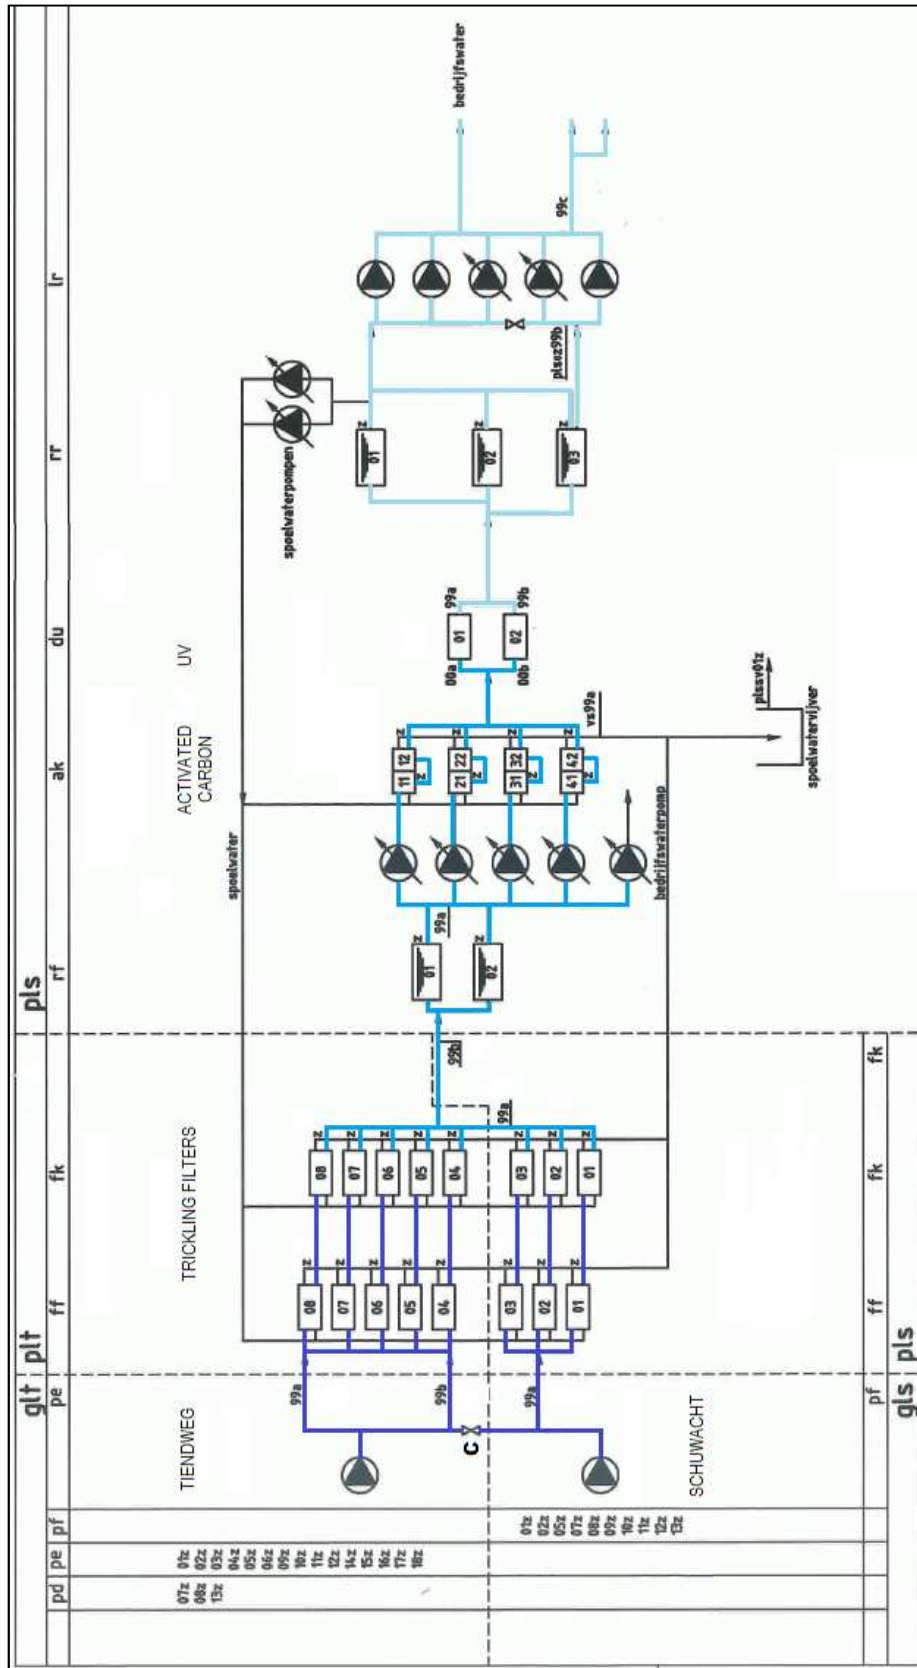 glt plt pls
pd pe pf pe ff fk rf ak du rr lr
07z
08z
13z
01z
02z
03z
04z
05z
06z
09z
10z
11z
12z
14z
15z
16z
17z
18z
TIENDWEG
TRICKLING FILTERS
ACTIVATED
CARBON
UV
spoelwater
spoelwaterpompen
99a
99b
C
99a
08 z 08 z
07 z 07 z
06 z 06 z
05 z 05 z
04 z 04 z
03 z 03 z
02 z 02 z
01 z 01 z
99a
99b
01 z
02 z
99a
11 12 z
z
21 22 z
z
31 32 z
z
41 42 z
z
bedrijfswaterpomp
vs99a
plssv01z
spoelwatervijver
00a 01 99a
00b 02 99b
01 z
02 z
03 z
plsvz99b
bedrijfswater
99c
01z
02z
05z
07z
08z
09z
10z
11z
12z
13z
SCHUWACHT
pf ff fk fk
gls pls